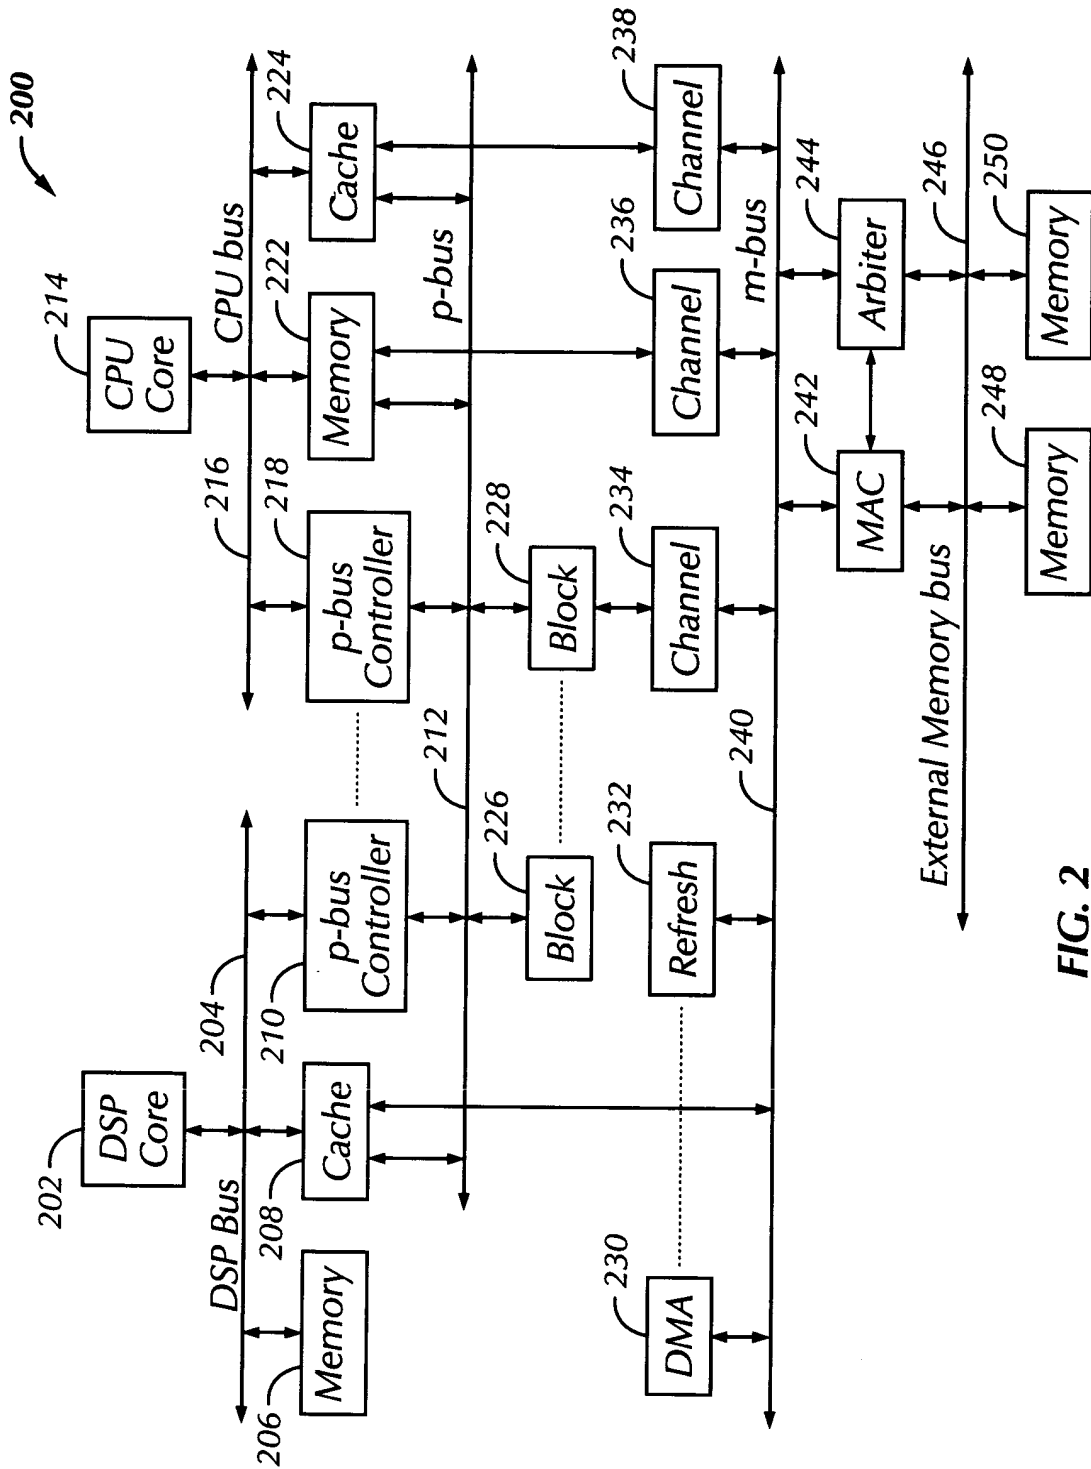 200
202
DSP
Core
214
CPU
Core
DSP Bus
204
216
CPU bus
206
Memory
208
Cache
210
p-bus
Controller
218
p-bus
Controller
222
Memory
224
Cache
212
p-bus
226
Block
228
Block
230
DMA
232
Refresh
234
Channel
236
Channel
238
Channel
240
m-bus
242
MAC
244
Arbiter
External Memory bus
246
248
Memory
250
Memory
FIG. 2